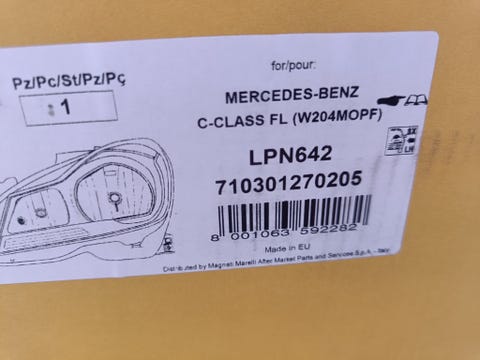 for/pour:
Pz/Pc/St/Pz/Pç
1
MERCEDES-BENZ
C-CLASS FL (W204MOPF)
LPN642
710301270205
8 001063 592282
Made in EU
Distributed by Magneti Marelli After Market Parts and Services S.p.A. - Italy